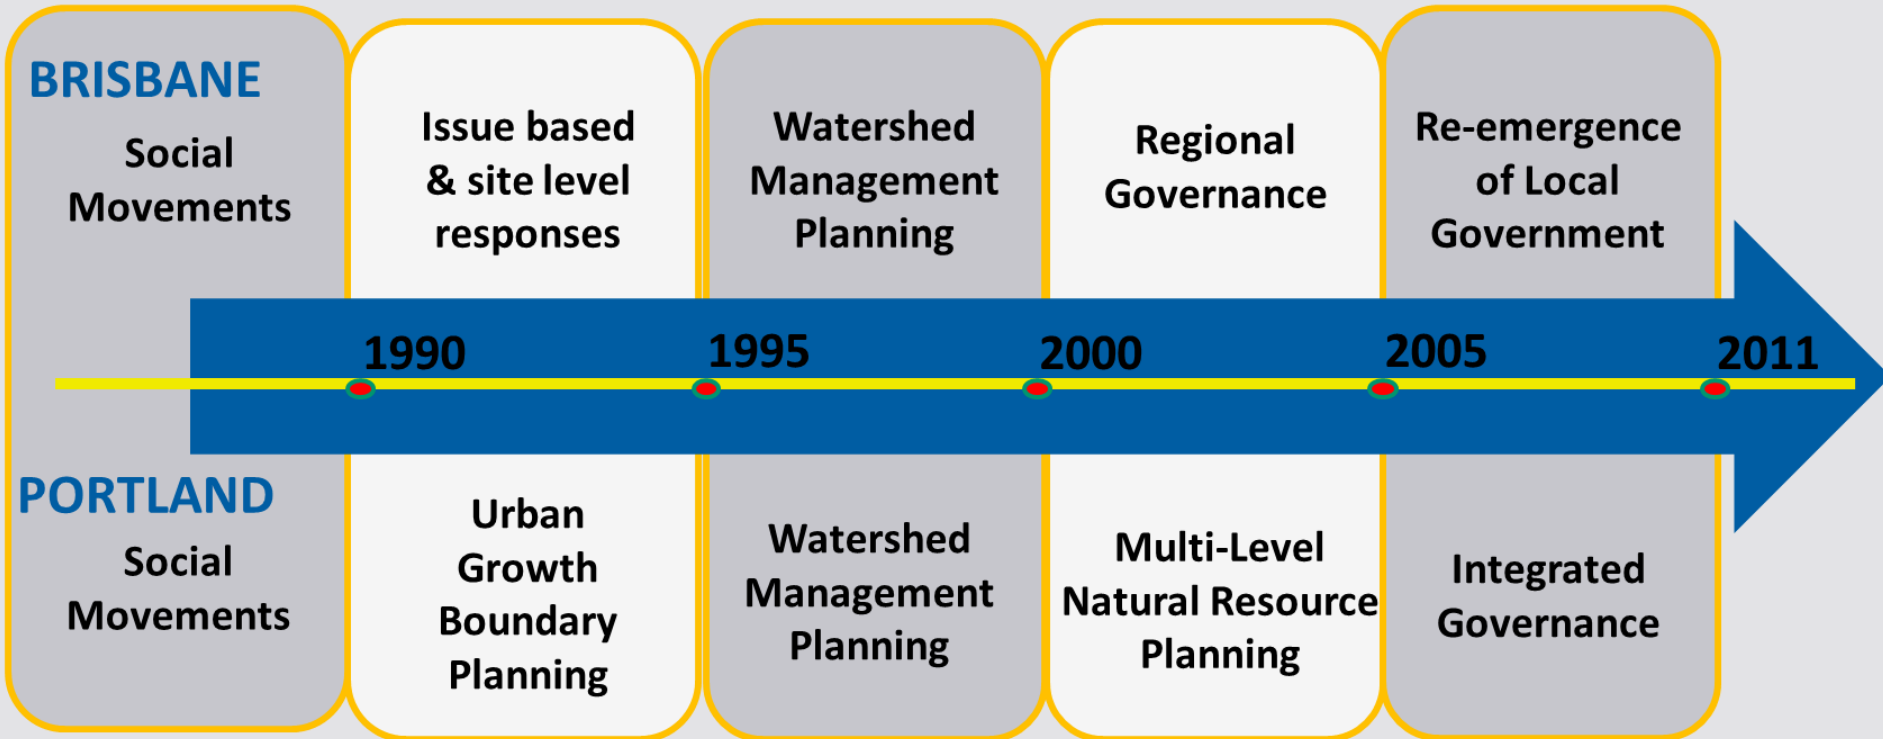 BRISBANE
Social
Movements
Issue based
& site level
responses
Watershed
Management
Planning
Regional
Governance
Re-emergence
of Local
Government
1990
1995
2000
2005
2011
PORTLAND
Social
Movements
Urban
Growth
Boundary
Planning
Watershed
Management
Planning
Multi-Level
Natural Resource
Planning
Integrated
Governance